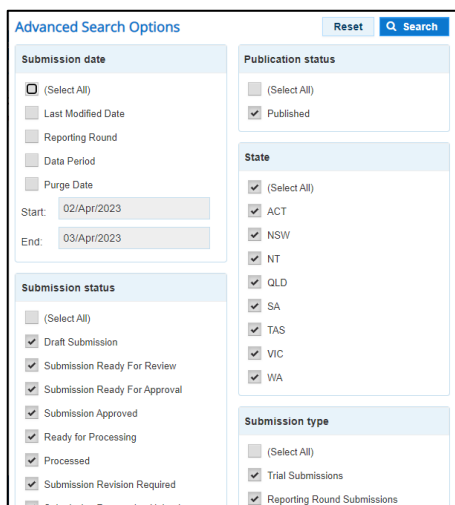 Advanced Search Options
Reset
Search
Submission date
(Select All)
Last Modified Date
Reporting Round
Data Period
Purge Date
Start: 02/Apr/2023
End: 03/Apr/2023
Submission status
(Select All)
Draft Submission
Submission Ready For Review
Submission Ready For Approval
Submission Approved
Ready for Processing
Processed
Submission Revision Required
Publication status
(Select All)
Published
State
(Select All)
ACT
NSW
NT
QLD
SA
TAS
VIC
WA
Submission type
(Select All)
Trial Submissions
Reporting Round Submissions